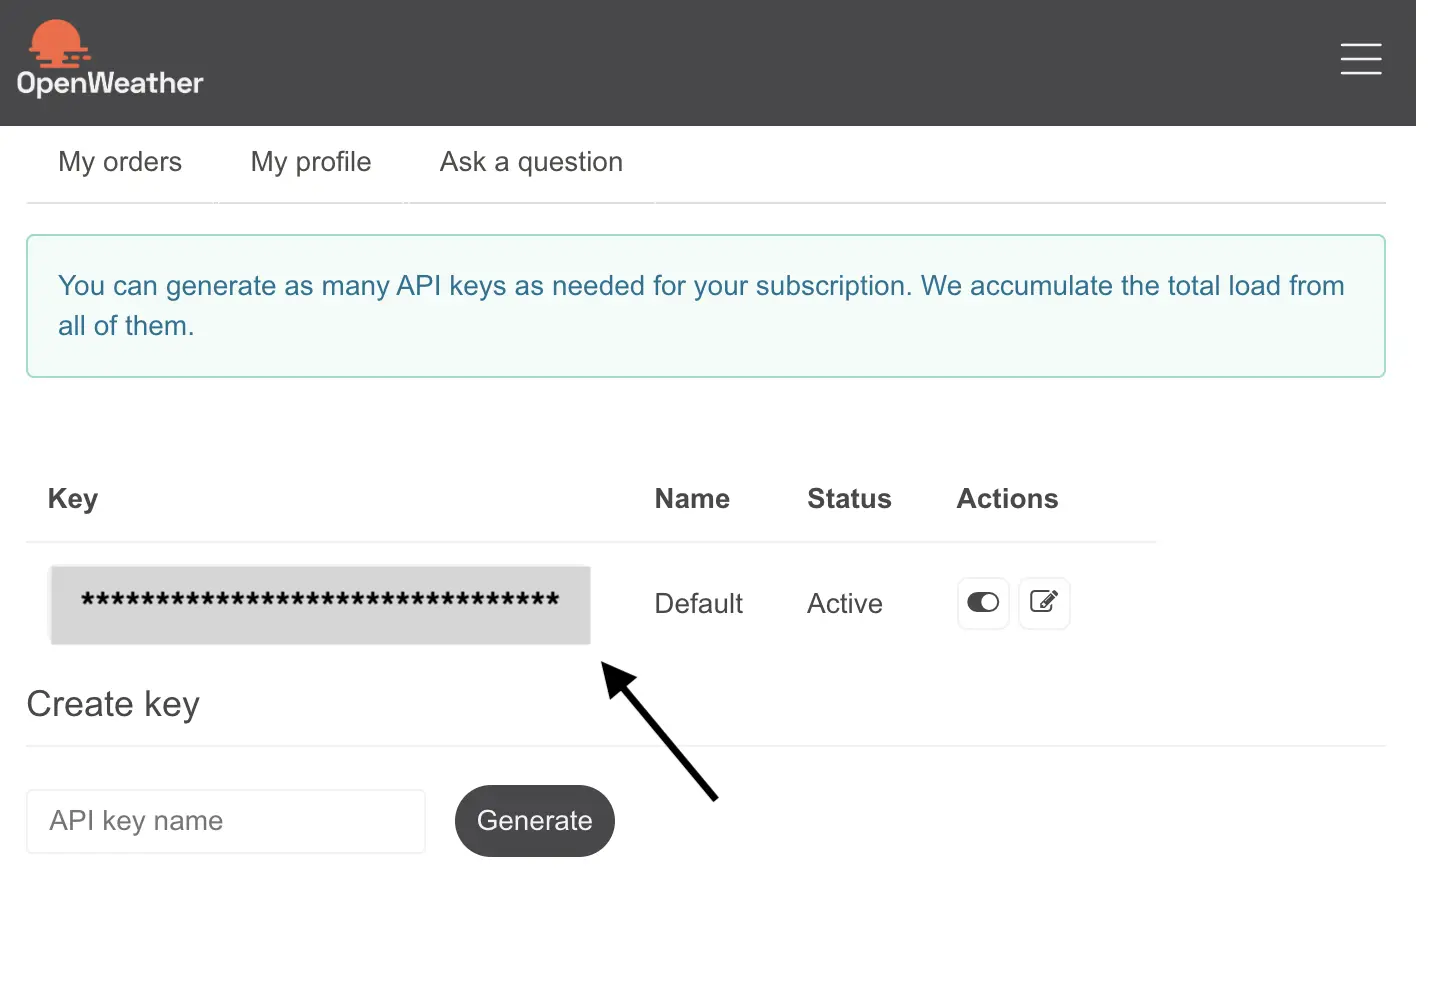 OpenWeather
My orders My profile Ask a question
You can generate as many API keys as needed for your subscription. We accumulate the total load from
all of them.
Key Name Status Actions
******************************** Default Active
Create key
API key name Generate